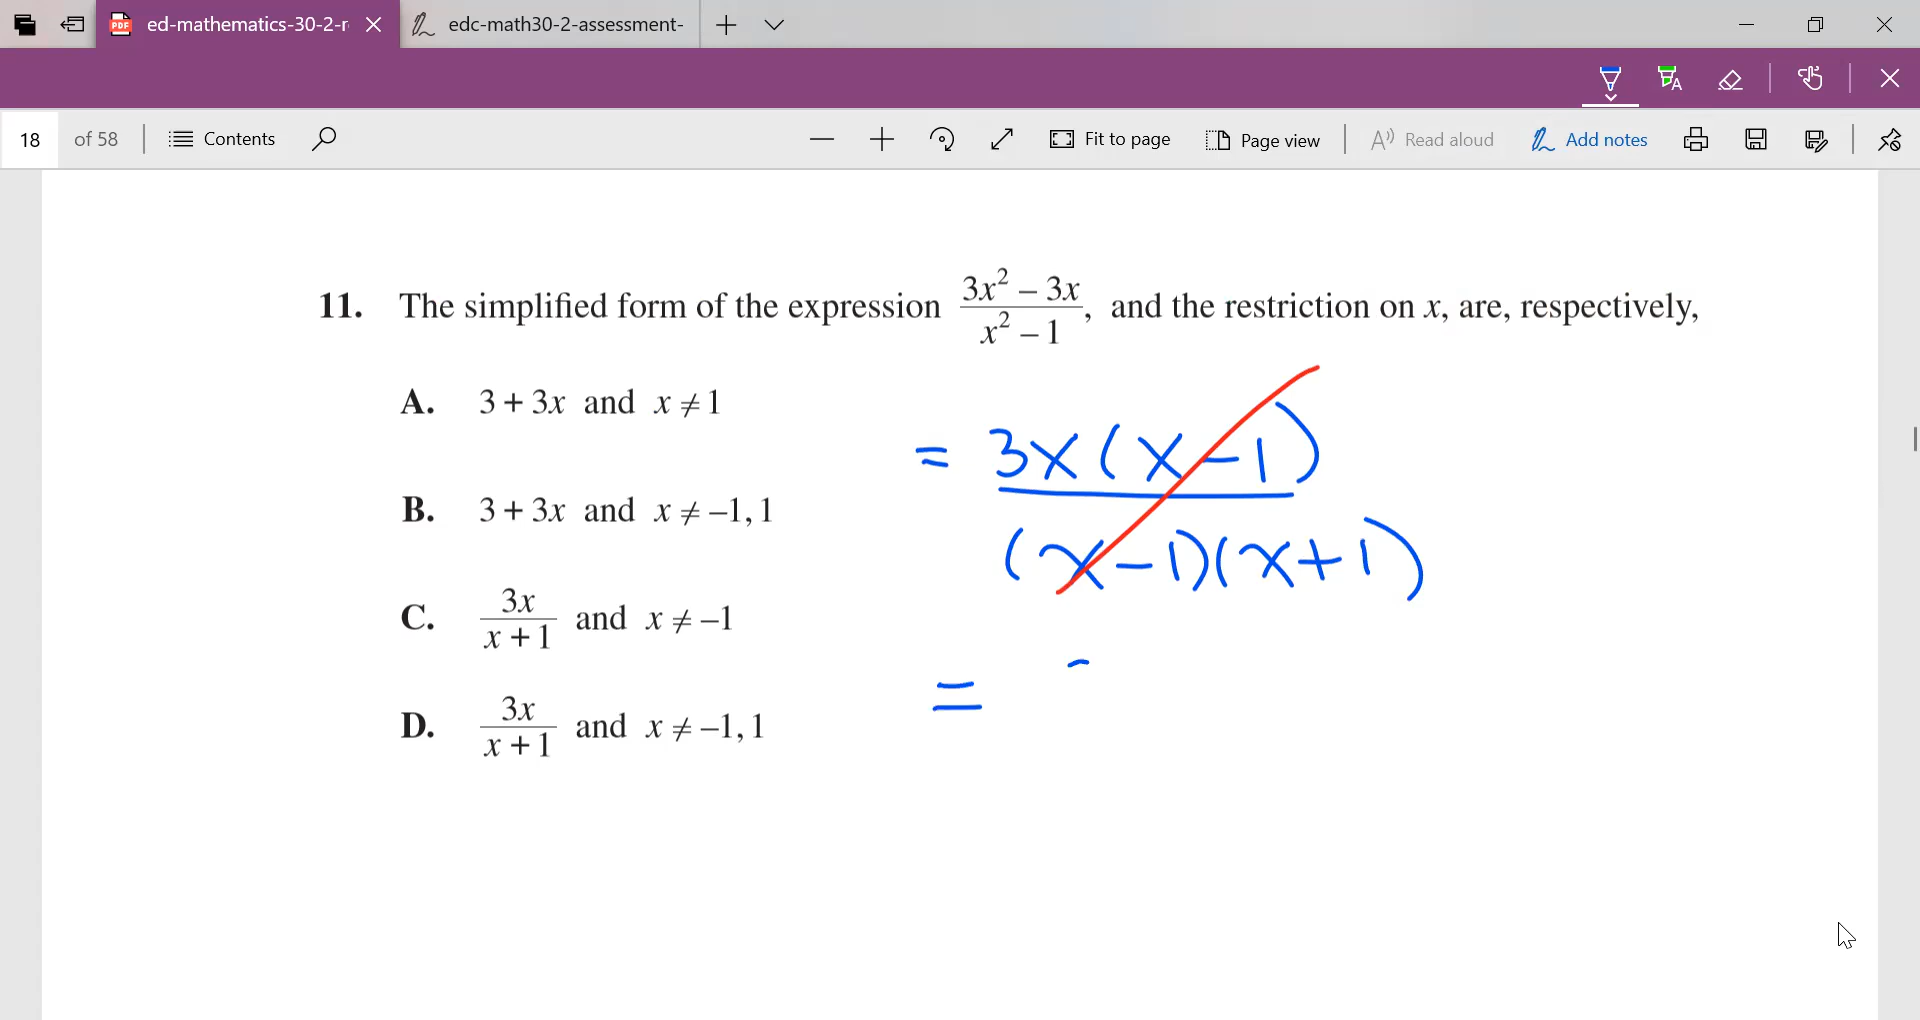 ed-mathematics-30-2-r
edc-math30-2-assessment-
18 of 58 Contents Fit to page Page view Read aloud Add notes
11. The simplified form of the expression (3x² – 3x)/(x² – 1), and the restriction on x, are, respectively,
A. 3 + 3x and x ≠ 1
B. 3 + 3x and x ≠ –1, 1
C. 3x/(x + 1) and x ≠ –1
D. 3x/(x + 1) and x ≠ –1, 1
= 3x(x-1)
(x-1)(x+1)
=